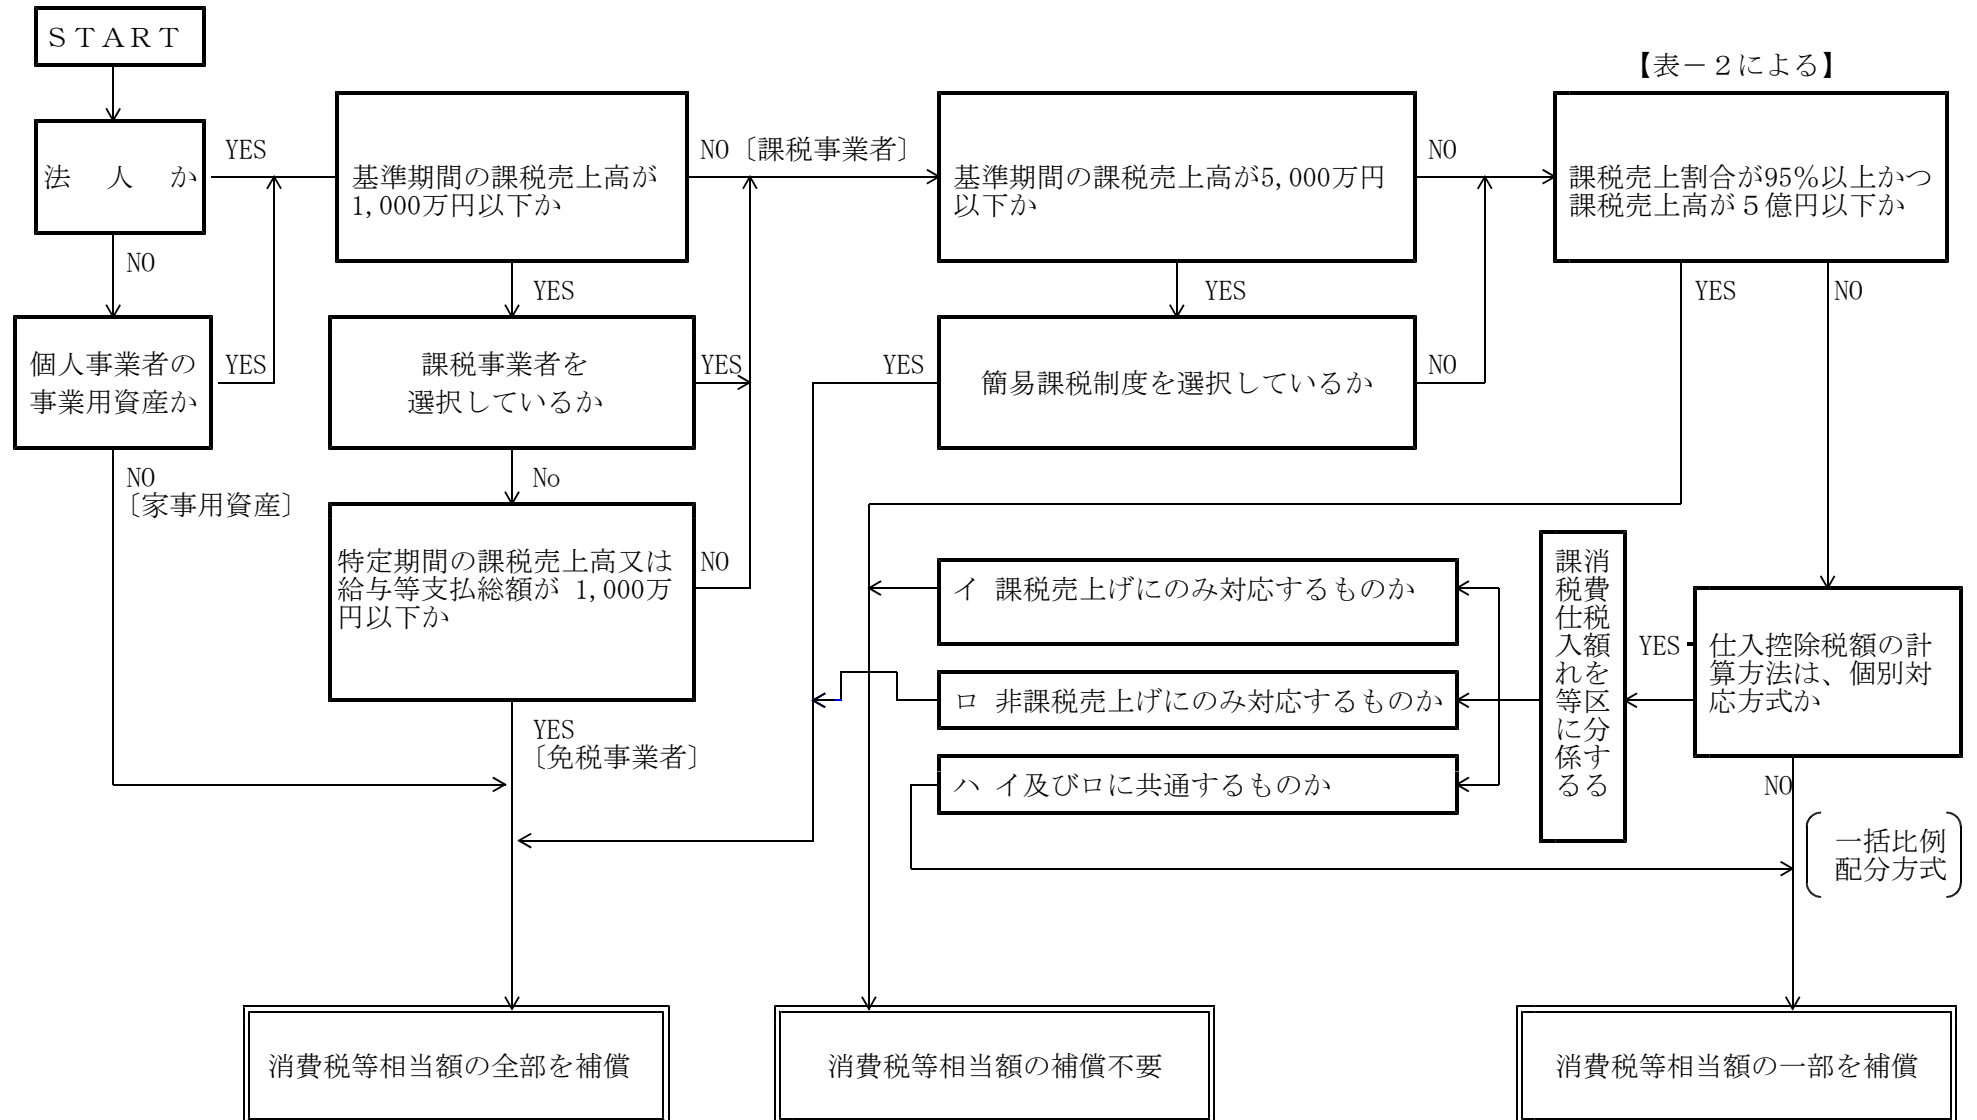 ＳＴＡＲＴ
【表－２による】
法　人　か
YES
NO
基準期間の課税売上高が
1,000万円以下か
NO〔課税事業者〕
YES
基準期間の課税売上高が5,000万円
以下か
NO
YES
課税売上割合が95％以上かつ
課税売上高が５億円以下か
YES
NO
個人事業者の
事業用資産か
YES
NO
〔家事用資産〕
課税事業者を
選択しているか
YES
No
YES
簡易課税制度を選択しているか
NO
特定期間の課税売上高又は
給与等支払総額が 1,000万
円以下か
NO
YES
〔免税事業者〕
イ 課税売上げにのみ対応するものか
ロ 非課税売上げにのみ対応するものか
ハ イ及びロに共通するものか
課税仕入れ等に係る
消費税額を区分する
YES
仕入控除税額の計
算方法は、個別対
応方式か
NO
一括比例
配分方式
消費税等相当額の全部を補償
消費税等相当額の補償不要
消費税等相当額の一部を補償